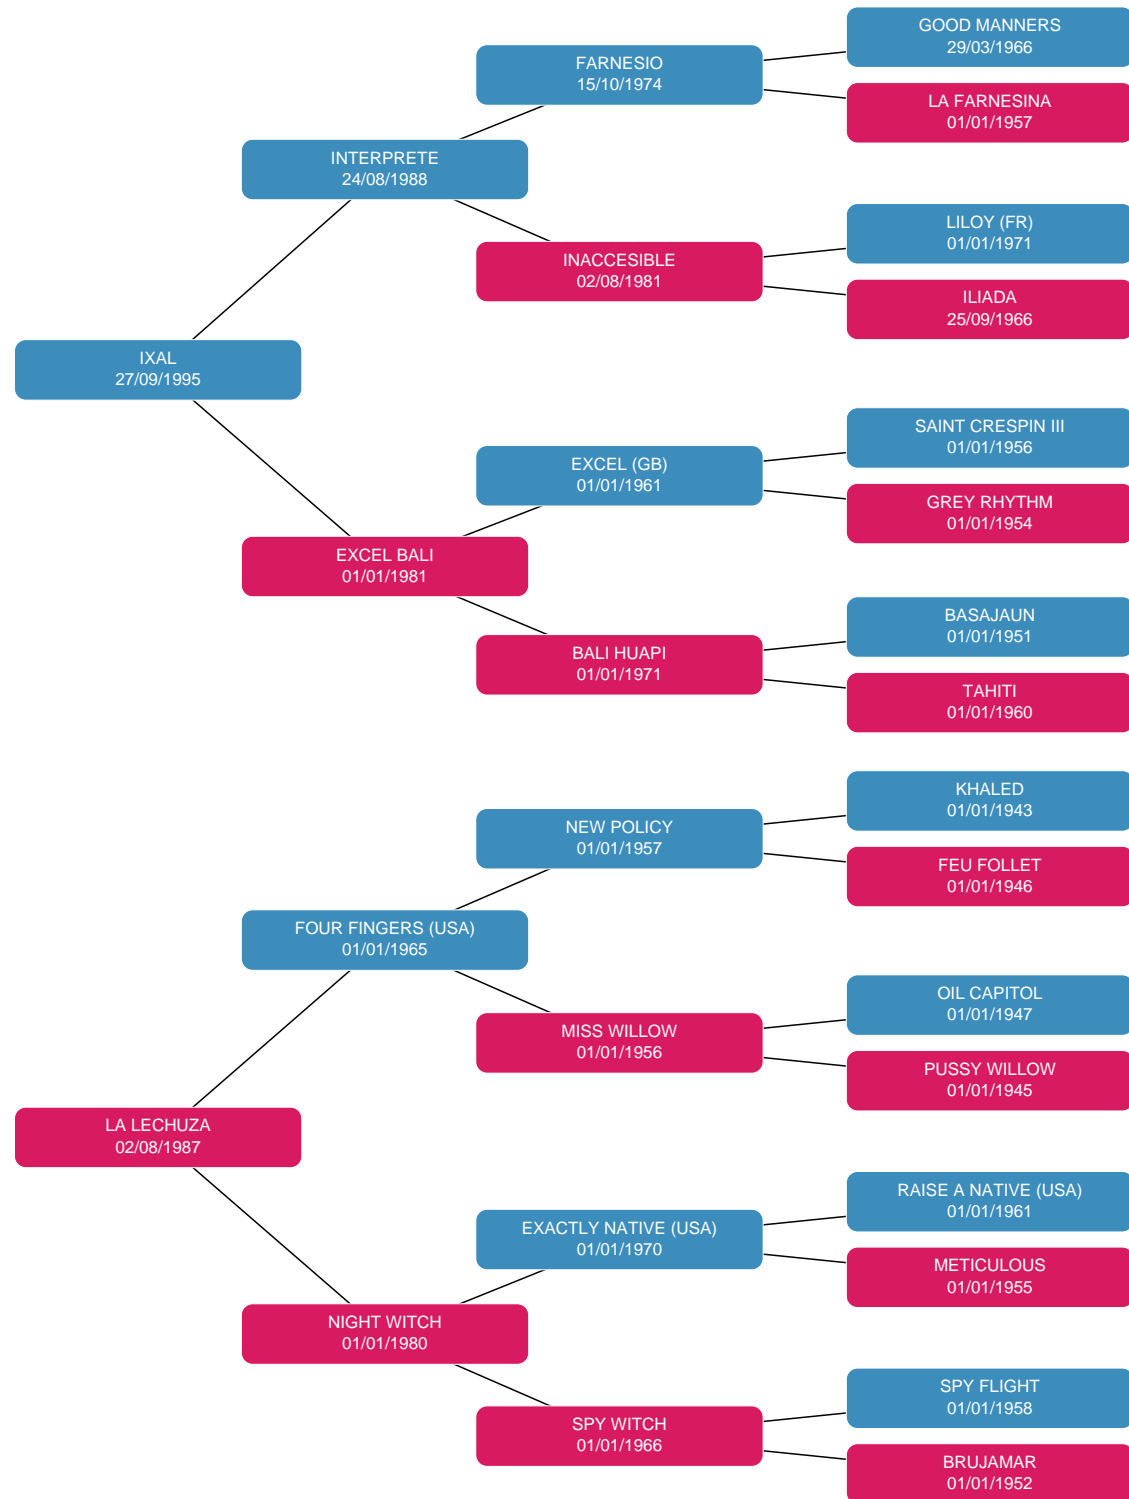 GOOD MANNERS
29/03/1966
FARNESIO
15/10/1974
LA FARNESINA
01/01/1957
INTERPRETE
24/08/1988
LILOY (FR)
01/01/1971
INACCESIBLE
02/08/1981
ILIADA
25/09/1966
IXAL
27/09/1995
SAINT CRESPIN III
01/01/1956
EXCEL (GB)
01/01/1961
GREY RHYTHM
01/01/1954
EXCEL BALI
01/01/1981
BASAJAUN
01/01/1951
BALI HUAPI
01/01/1971
TAHITI
01/01/1960
KHALED
01/01/1943
NEW POLICY
01/01/1957
FEU FOLLET
01/01/1946
FOUR FINGERS (USA)
01/01/1965
OIL CAPITOL
01/01/1947
MISS WILLOW
01/01/1956
PUSSY WILLOW
01/01/1945
LA LECHUZA
02/08/1987
RAISE A NATIVE (USA)
01/01/1961
EXACTLY NATIVE (USA)
01/01/1970
METICULOUS
01/01/1955
NIGHT WITCH
01/01/1980
SPY FLIGHT
01/01/1958
SPY WITCH
01/01/1966
BRUJAMAR
01/01/1952